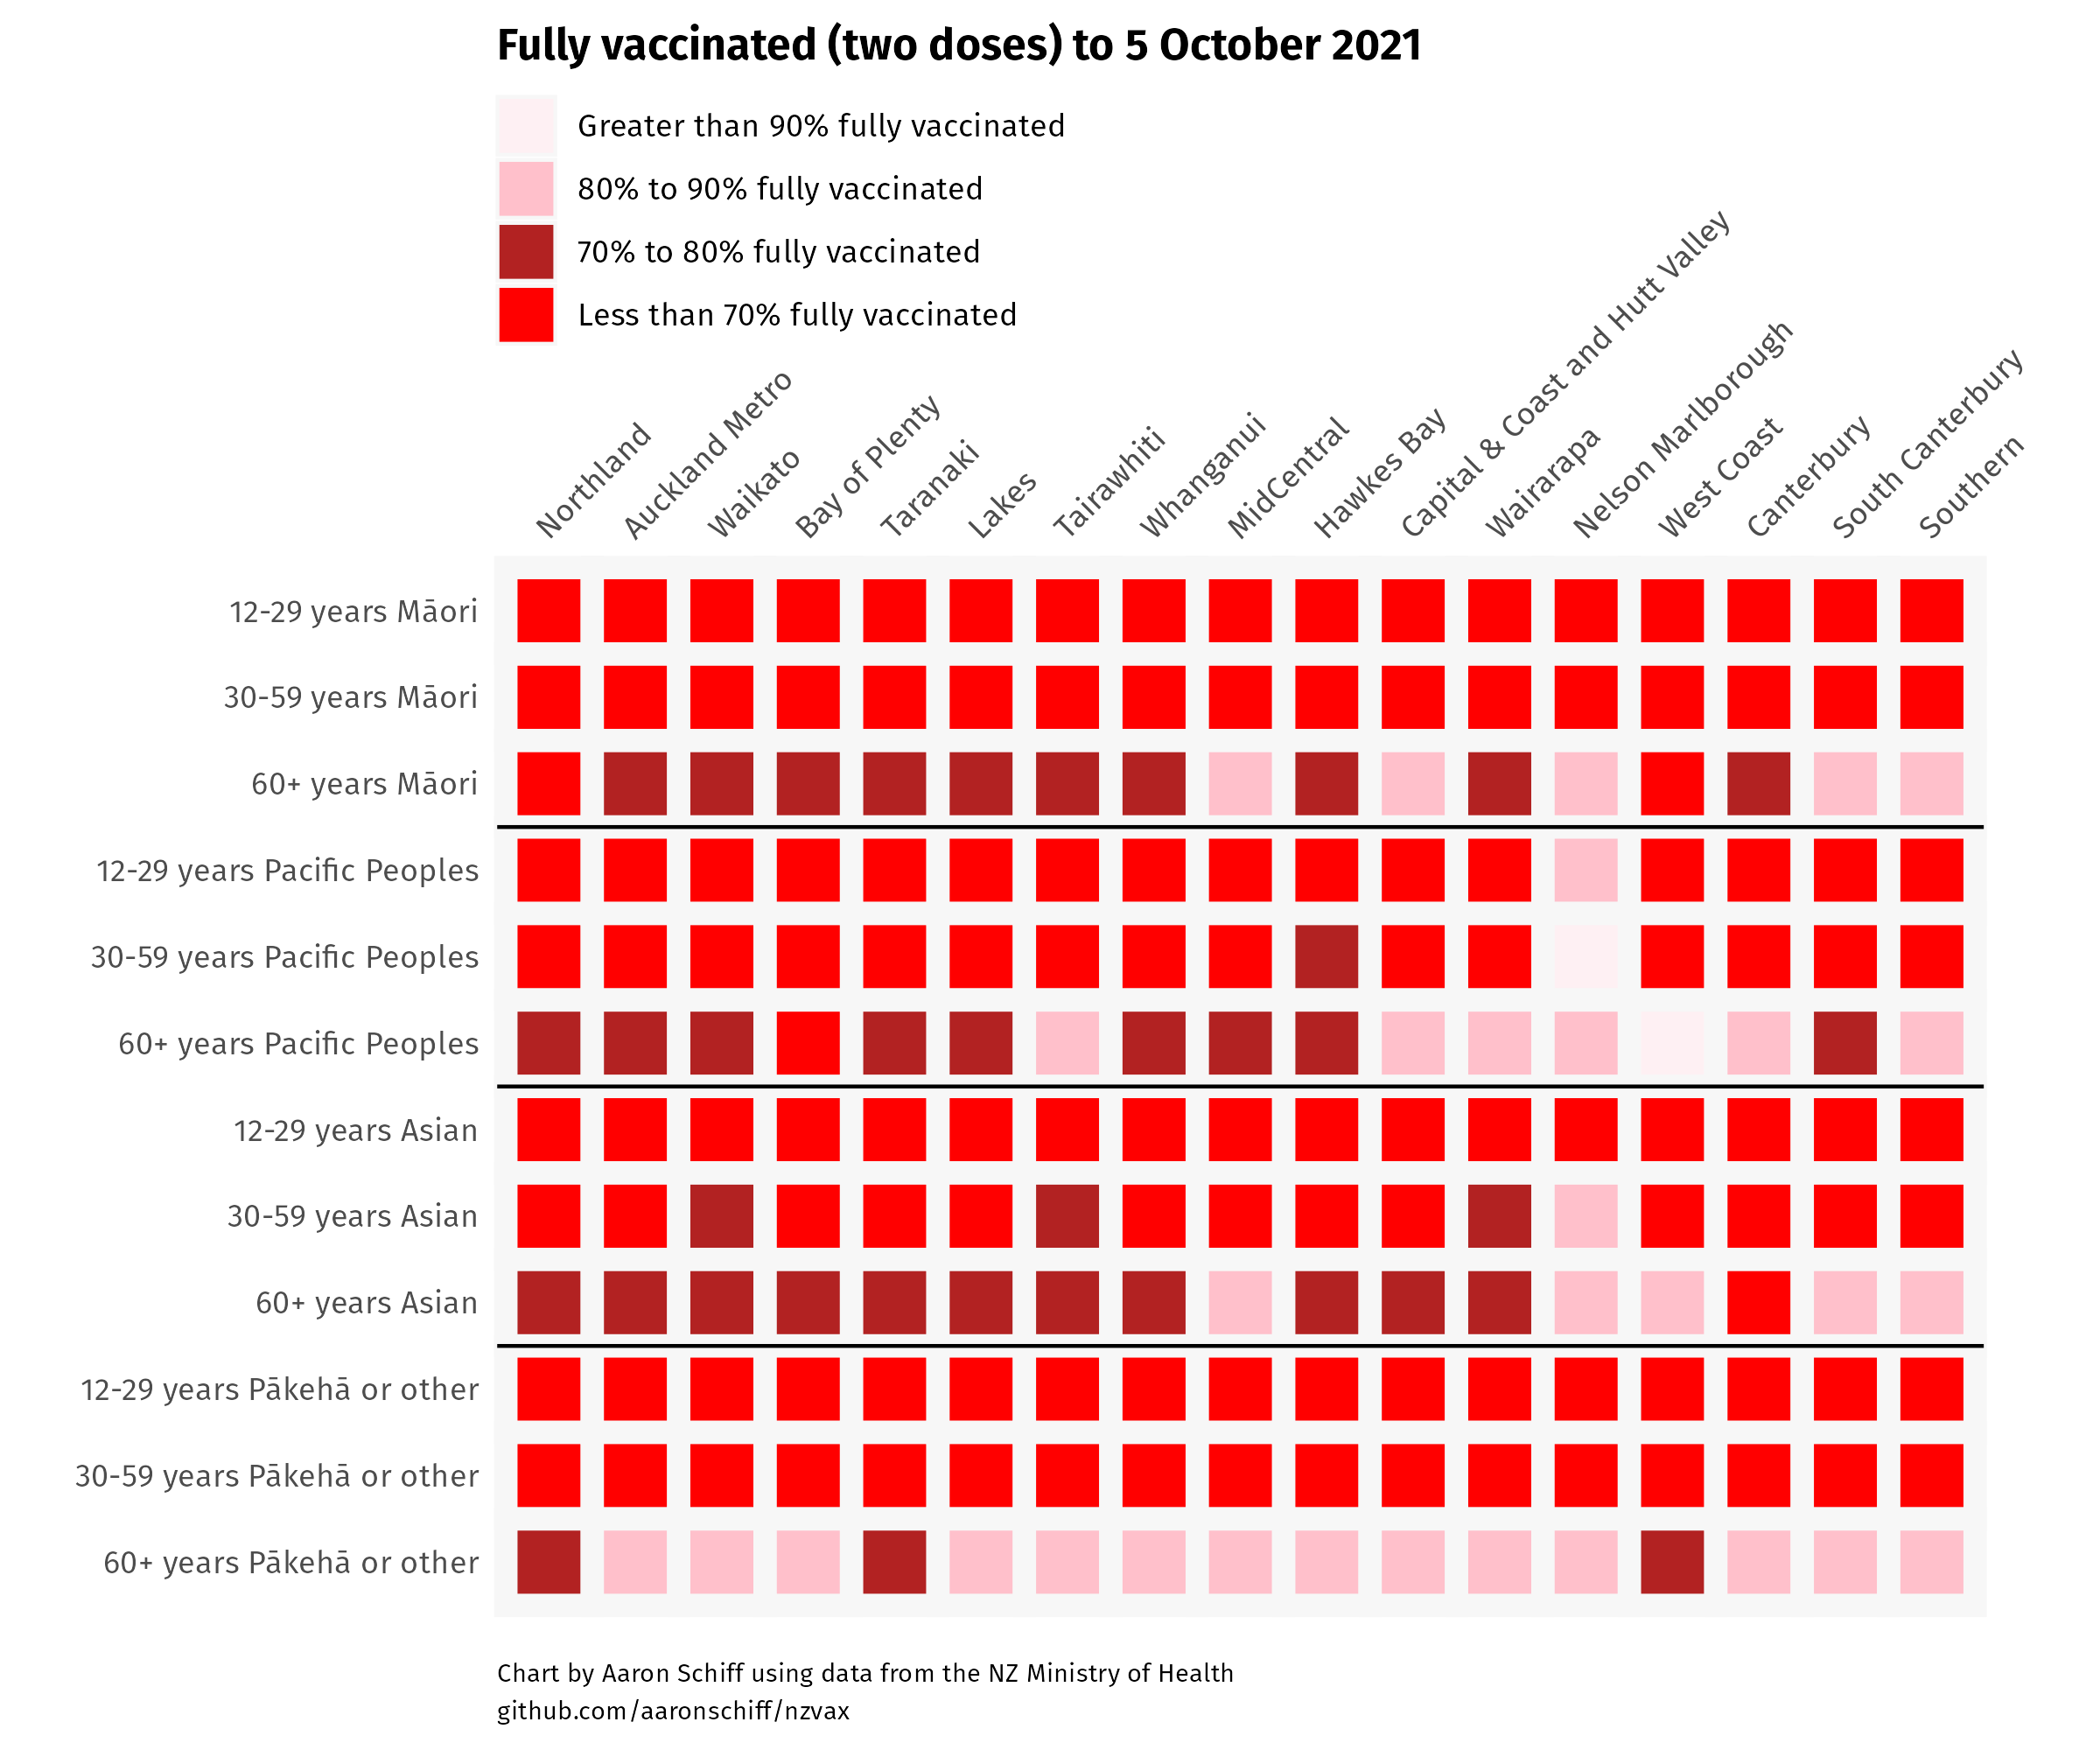 Fully vaccinated (two doses) to 5 October 2021
Greater than 90% fully vaccinated
80% to 90% fully vaccinated
70% to 80% fully vaccinated
Less than 70% fully vaccinated
Northland
Auckland Metro
Waikato
Bay of Plenty
Taranaki
Lakes
Tairawhiti
Whanganui
MidCentral
Hawkes Bay
Capital & Coast and Hutt Valley
Wairarapa
Nelson Marlborough
West Coast
Canterbury
South Canterbury
Southern
12-29 years Māori
30-59 years Māori
60+ years Māori
12-29 years Pacific Peoples
30-59 years Pacific Peoples
60+ years Pacific Peoples
12-29 years Asian
30-59 years Asian
60+ years Asian
12-29 years Pākehā or other
30-59 years Pākehā or other
60+ years Pākehā or other
Chart by Aaron Schiff using data from the NZ Ministry of Health
github.com/aaronschiff/nzvax